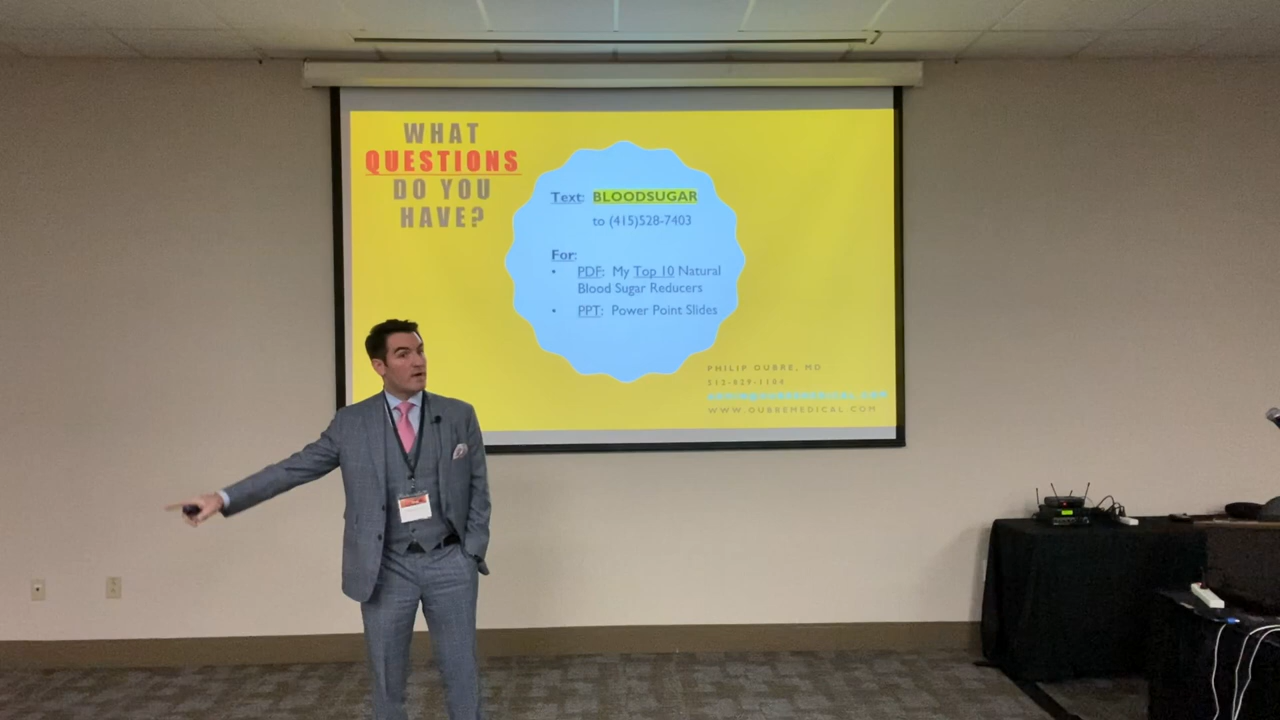 WHAT
QUESTIONS
DO YOU
HAVE?
Text: BLOODSUGAR
to (415)528-7403
For:
• PDF: My Top 10 Natural
Blood Sugar Reducers
• PPT: Power Point Slides
PHILIP OUBRE, MD
WWW.OUBREMEDICAL.COM